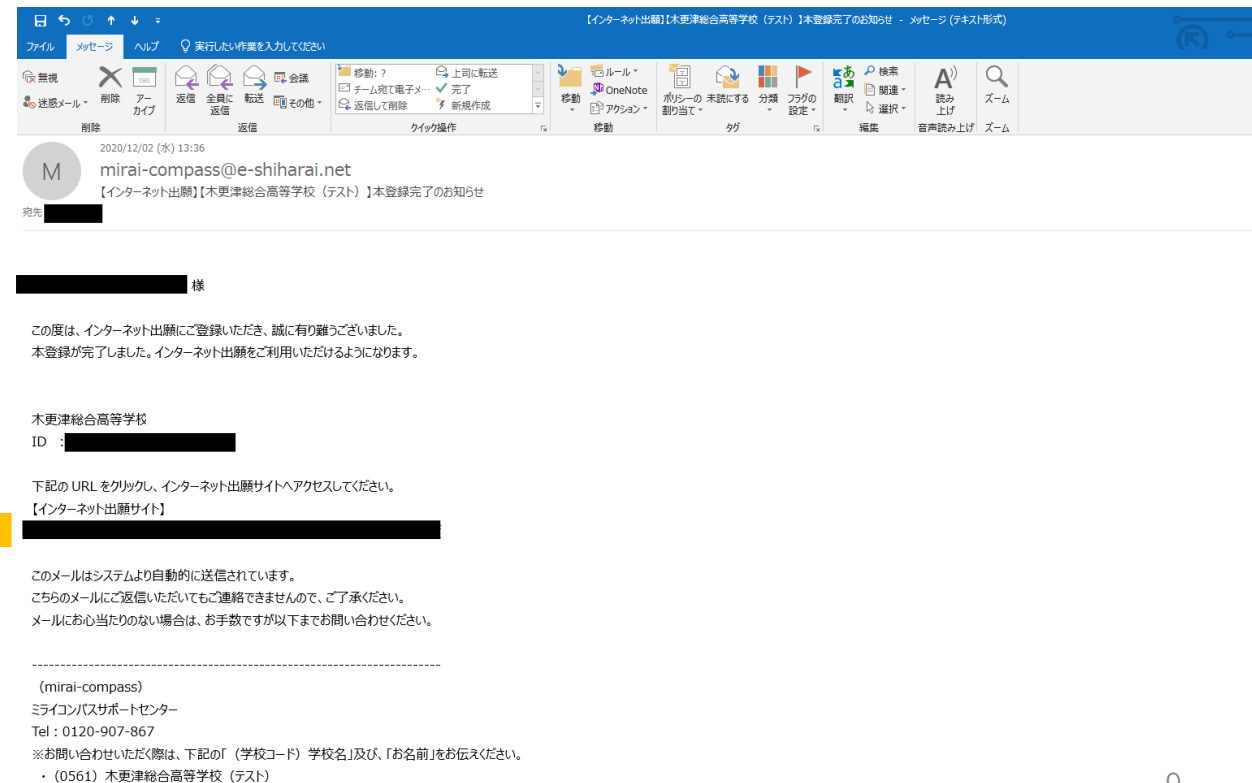 【インターネット出願】【木更津総合高等学校（テスト）】本登録完了のお知らせ - メッセージ (テキスト形式)
ファイル メッセージ ヘルプ 実行したい作業を入力してください
無視
迷惑メール
削除
アーカイブ
削除
返信
全員に返信
転送
会議
その他
返信
移動: ?
チーム宛て電子メ…
返信して削除
上司に転送
完了
新規作成
クイック操作
移動
ルール
OneNote
アクション
移動
ポリシーの割り当て
未読にする
分類
フラグの設定
タグ
あ
a
翻訳
検索
関連
選択
編集
A
読み上げ
音声読み上げ
ズーム
ズーム
2020/12/02 (水) 13:36
M
mirai-compass@e-shiharai.net
【インターネット出願】【木更津総合高等学校（テスト）】本登録完了のお知らせ
宛先
様
この度は、インターネット出願にご登録いただき、誠に有り難うございました。
本登録が完了しました。インターネット出願をご利用いただけるようになります。
木更津総合高等学校
ID ：
下記の URL をクリックし、インターネット出願サイトへアクセスしてください。
【インターネット出願サイト】
このメールはシステムより自動的に送信されています。
こちらのメールにご返信いただいてもご連絡できませんので、ご了承ください。
メールにお心当たりのない場合は、お手数ですが以下までお問い合わせください。
------------------------------------------------------------------------
（mirai-compass）
ミライコンパスサポートセンター
Tel：0120-907-867
※お問い合わせいただく際は、下記の「（学校コード）学校名」及び、「お名前」をお伝えください。
・（0561）木更津総合高等学校（テスト）